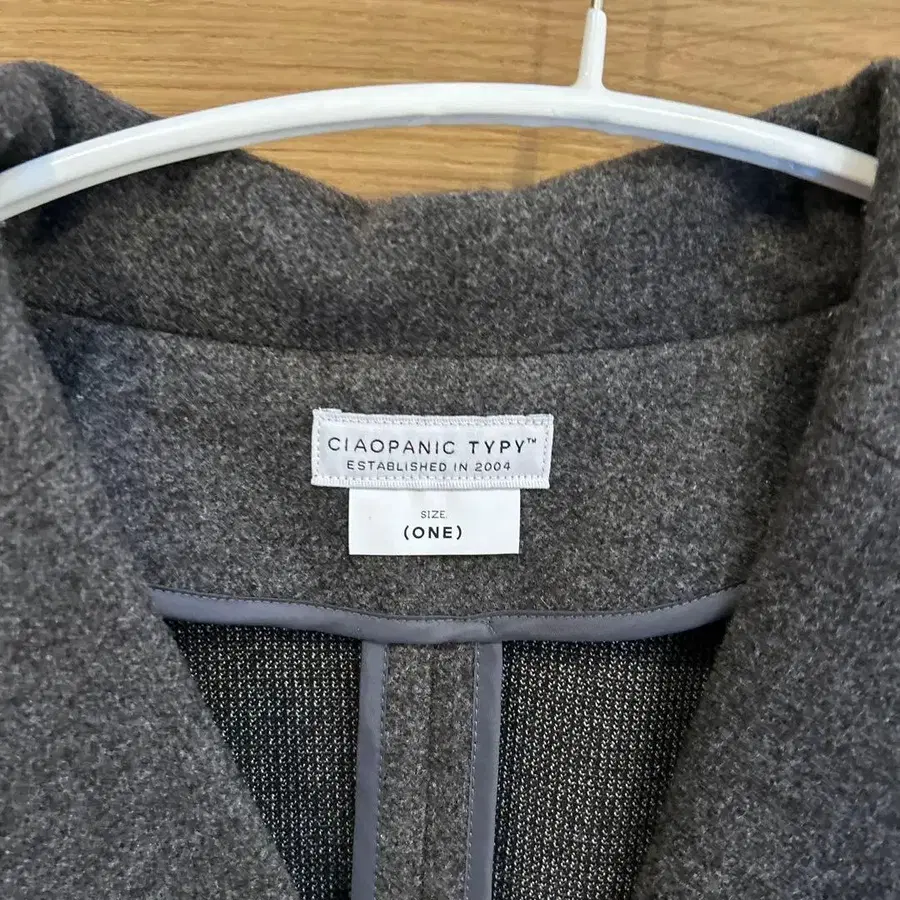 CIAOPANIC TYPY™
ESTABLISHED IN 2004
SIZE.
(ONE)